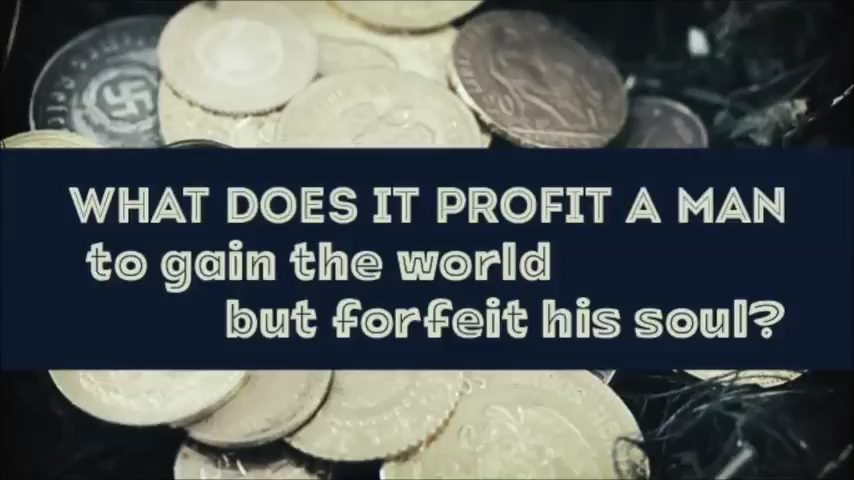 WHAT DOES IT PROFIT A MAN
to gain the world
but forfeit his soul?